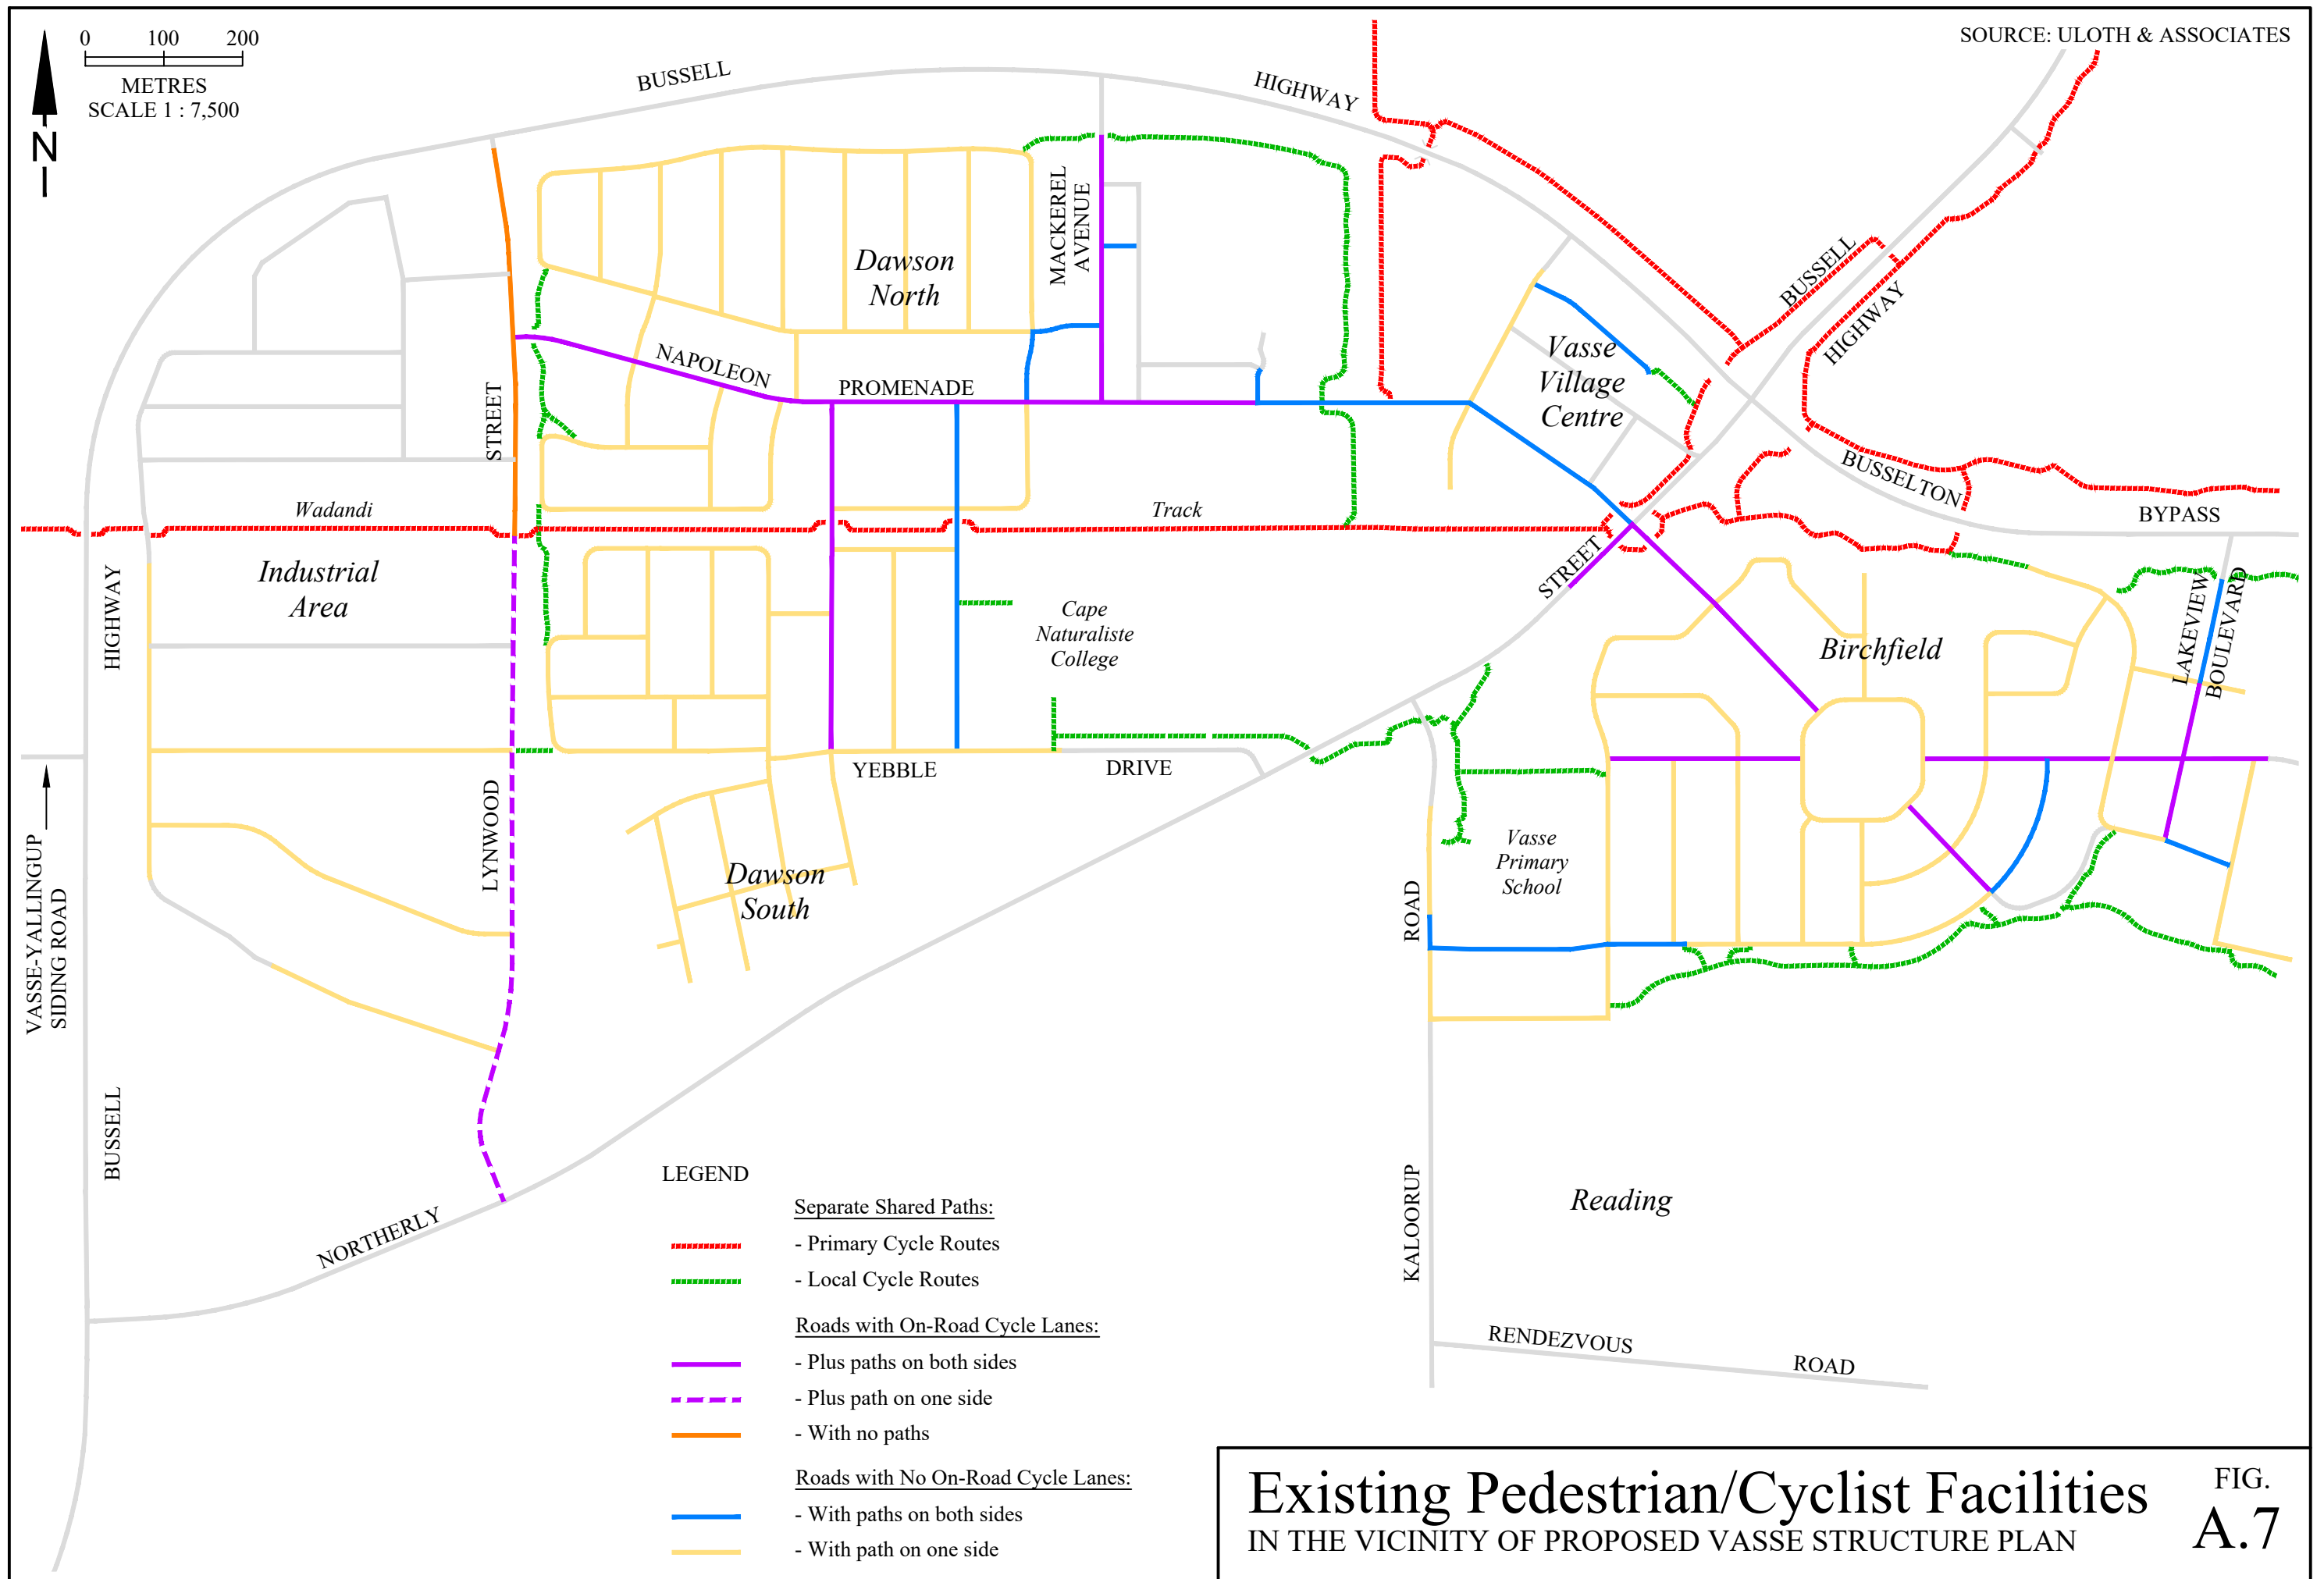 SOURCE: ULOTH & ASSOCIATES
0 100 200
METRES
SCALE 1 : 7,500
N
BUSSELL
HIGHWAY
MACKEREL
AVENUE
Dawson
North
BUSSELL
HIGHWAY
NAPOLEON
PROMENADE
Vasse
Village
Centre
STREET
BUSSELTON
BYPASS
Wadandi
Track
Industrial
Area
HIGHWAY
STREET
Cape
Naturaliste
College
Birchfield
LAKEVIEW
BOULEVARD
YEBBLE
DRIVE
LYNWOOD
VASSE-YALLINGUP
SIDING ROAD
Dawson
South
Vasse
Primary
School
ROAD
BUSSELL
NORTHERLY
KALOORUP
Reading
RENDEZVOUS
ROAD
LEGEND
Separate Shared Paths:
- Primary Cycle Routes
- Local Cycle Routes
Roads with On-Road Cycle Lanes:
- Plus paths on both sides
- Plus path on one side
- With no paths
Roads with No On-Road Cycle Lanes:
- With paths on both sides
- With path on one side
Existing Pedestrian/Cyclist Facilities
IN THE VICINITY OF PROPOSED VASSE STRUCTURE PLAN
FIG.
A.7